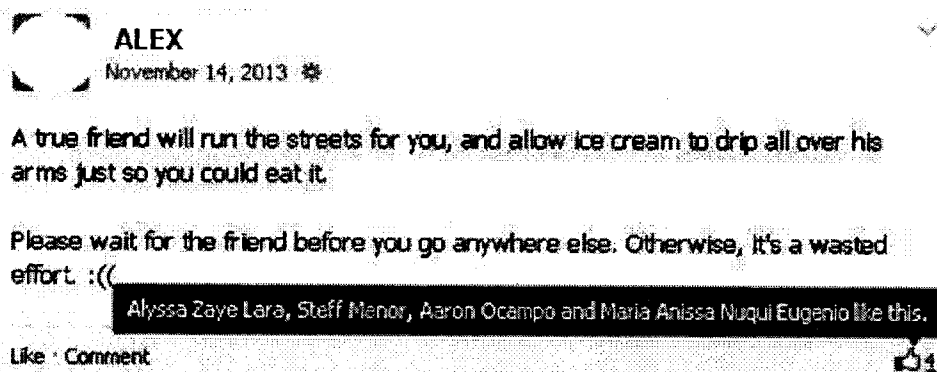 ALEX
November 14, 2013
A true friend will run the streets for you, and allow ice cream to drip all over his
arms just so you could eat it.
Please wait for the friend before you go anywhere else. Otherwise, it's a wasted
effort. :((
Alyssa Zaye Lara, Steff Menor, Aaron Ocampo and Maria Anissa Nuqui Eugenio like this.
Like · Comment
4